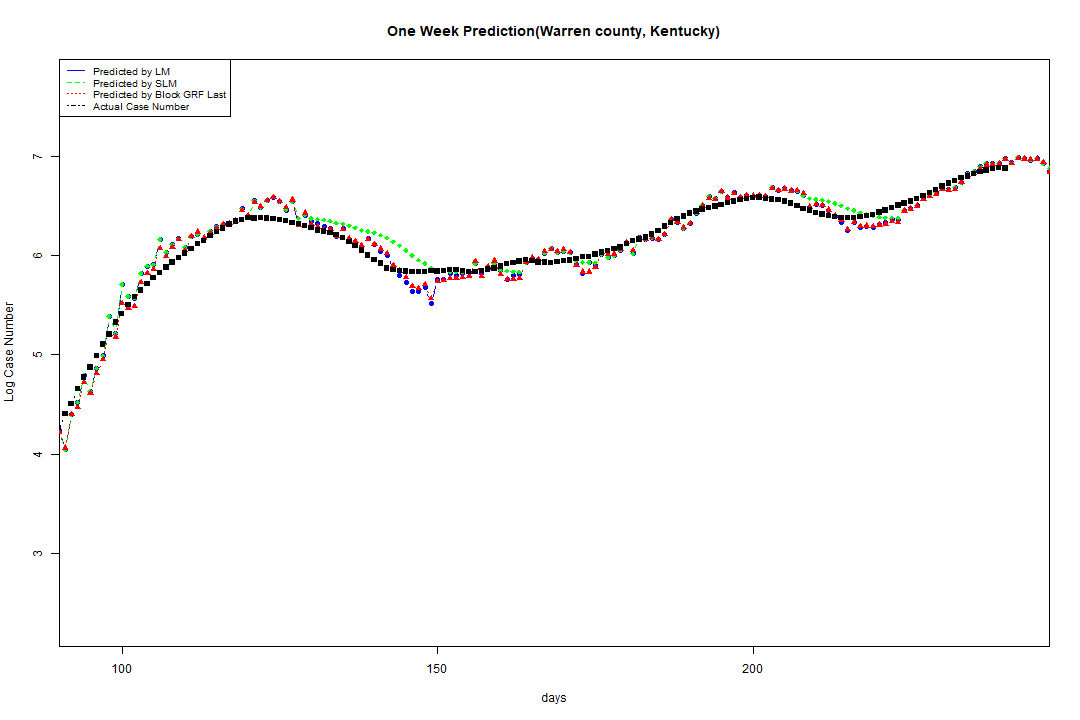 One Week Prediction(Warren county, Kentucky)
Predicted by LM
Predicted by SLM
Predicted by Block GRF Last
Actual Case Number
7
6
5
4
3
Log Case Number
100
150
200
days